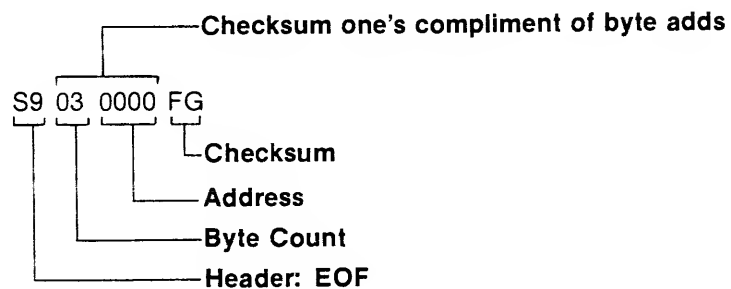 Checksum one's compliment of byte adds
S9 03 0000 FG
Checksum
Address
Byte Count
Header: EOF